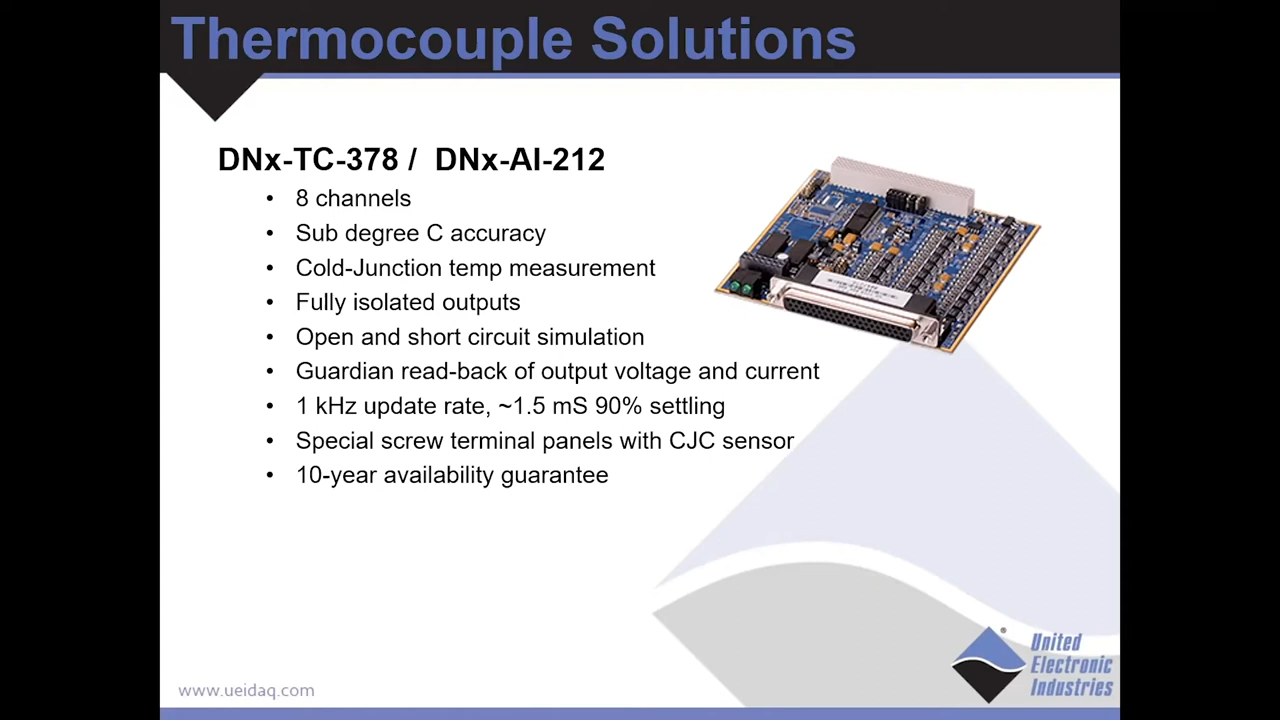 Thermocouple Solutions
DNx-TC-378 / DNx-AI-212
• 8 channels
• Sub degree C accuracy
• Cold-Junction temp measurement
• Fully isolated outputs
• Open and short circuit simulation
• Guardian read-back of output voltage and current
• 1 kHz update rate, ~1.5 mS 90% settling
• Special screw terminal panels with CJC sensor
• 10-year availability guarantee
®
United
Electronic
Industries
www.ueidaq.com